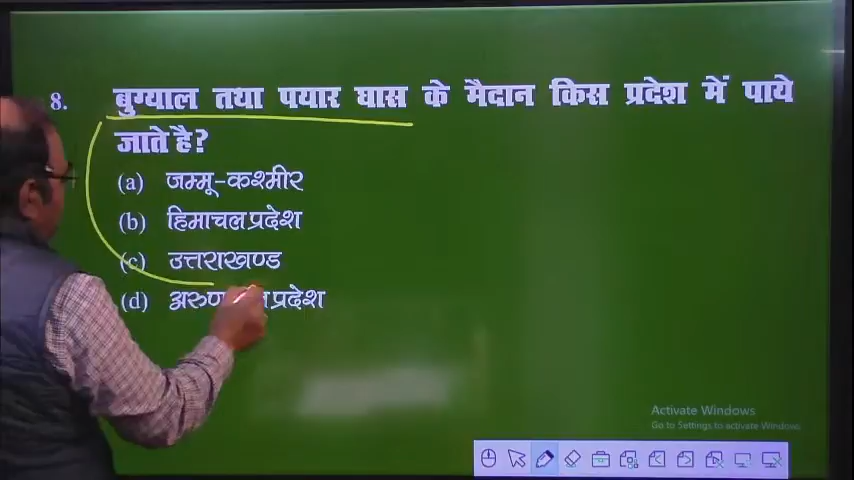 8. बुग्याल तथा पयार घास के मैदान किस प्रदेश में पाये
जाते है?
(a) जम्मू-कश्मीर
(b) हिमाचल प्रदेश
(c) उत्तराखण्ड
(d) प्रदेश
Activate Windows
Go to Settings to activate Windows.